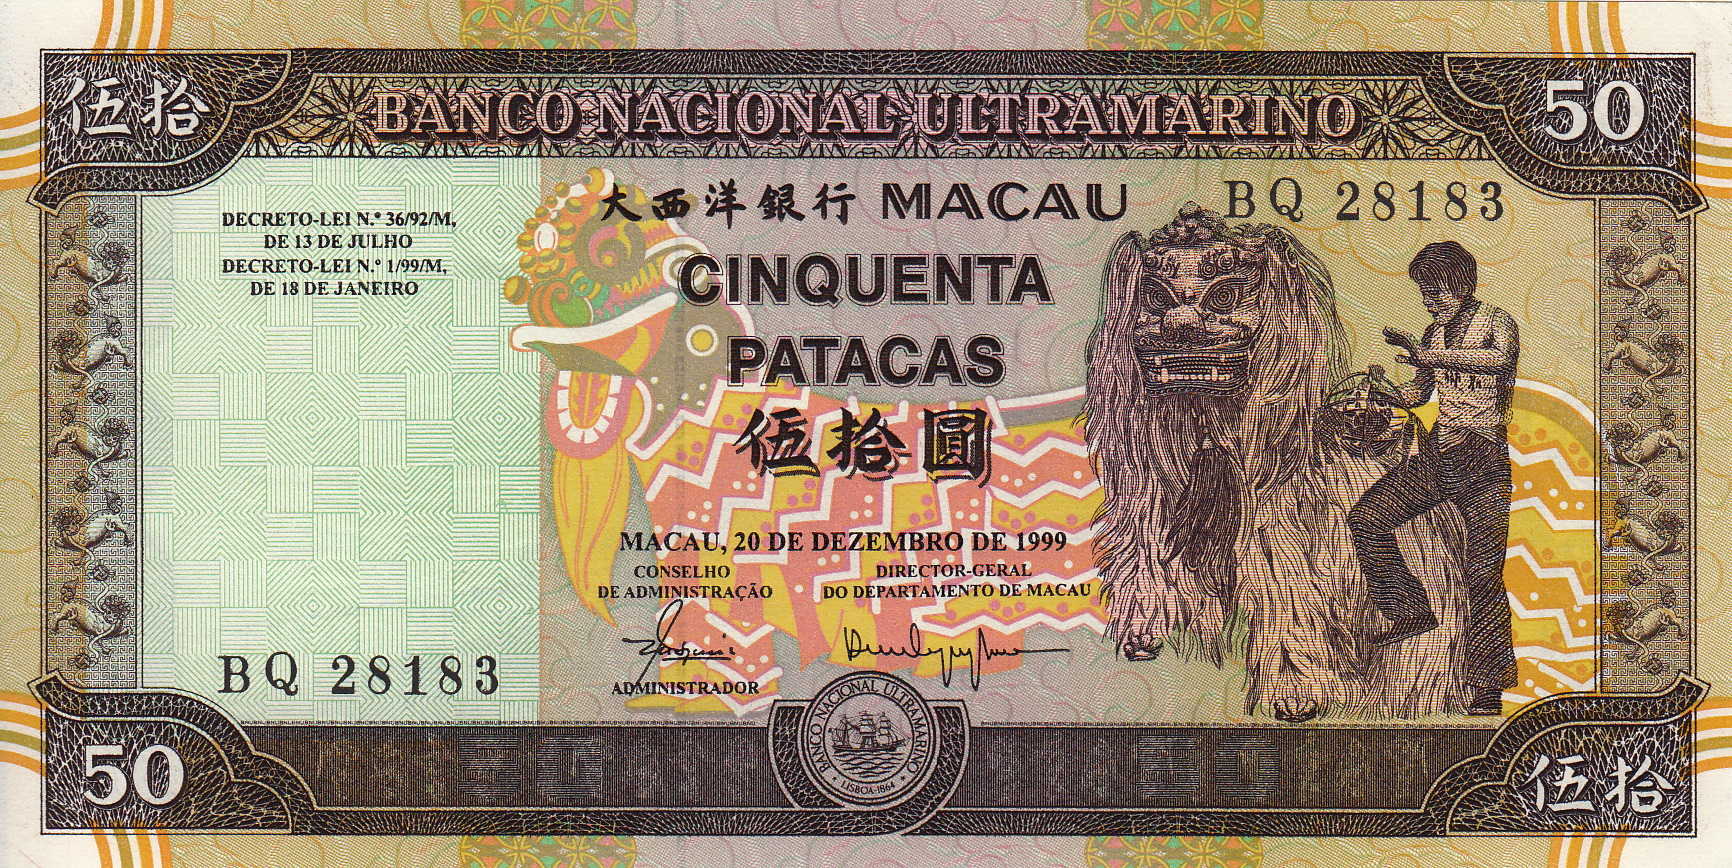 伍拾
BANCO NACIONAL ULTRAMARINO
50
DECRETO-LEI N.º 36/92/M,
DE 13 DE JULHO
DECRETO-LEI N.º 1/99/M,
DE 18 DE JANEIRO
大西洋銀行 MACAU
BQ 28183
CINQUENTA
PATACAS
伍拾圓
MACAU, 20 DE DEZEMBRO DE 1999
CONSELHO
DE ADMINISTRAÇÃO
DIRECTOR-GERAL
DO DEPARTAMENTO DE MACAU
ADMINISTRADOR
BQ 28183
50
BANCO NACIONAL ULTRAMARINO
LISBOA-1864
伍拾